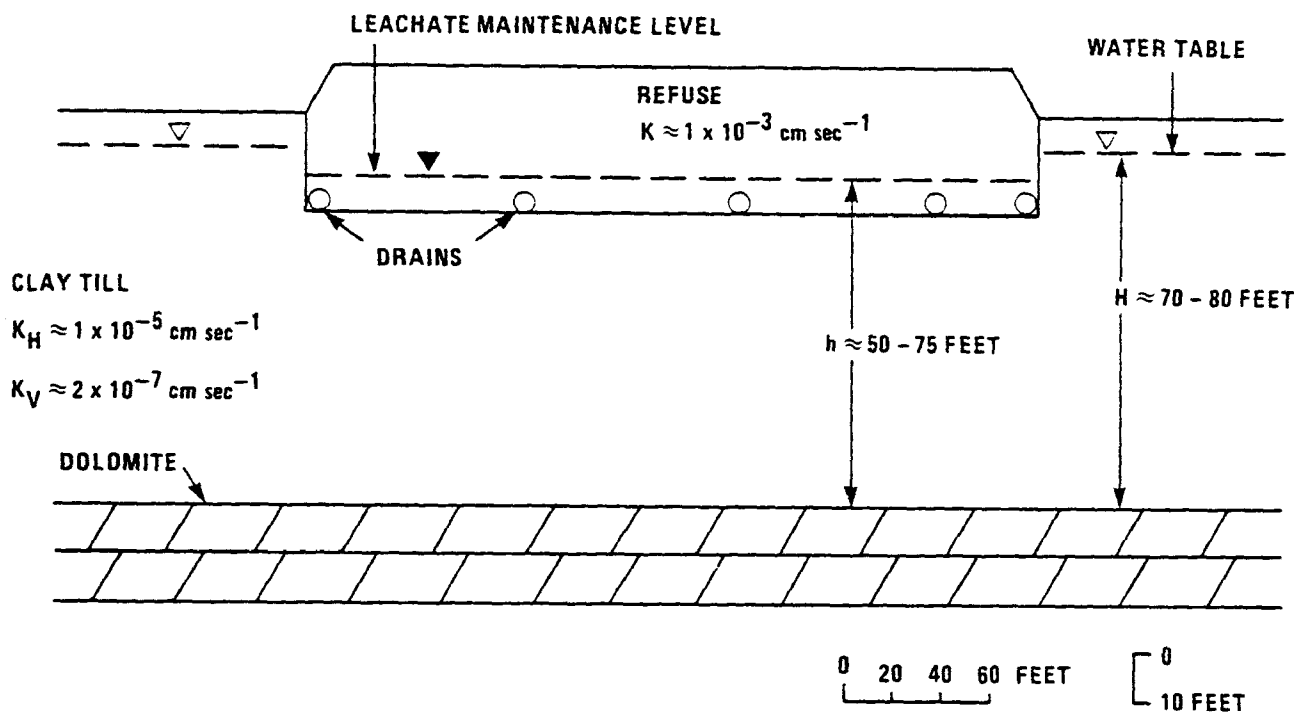 LEACHATE MAINTENANCE LEVEL
WATER TABLE
REFUSE
K ≈ 1 x 10⁻³ cm sec⁻¹
DRAINS
CLAY TILL
K_H ≈ 1 x 10⁻⁵ cm sec⁻¹
K_V ≈ 2 x 10⁻⁷ cm sec⁻¹
H ≈ 70 – 80 FEET
h ≈ 50 – 75 FEET
DOLOMITE
0 20 40 60 FEET
0
10 FEET